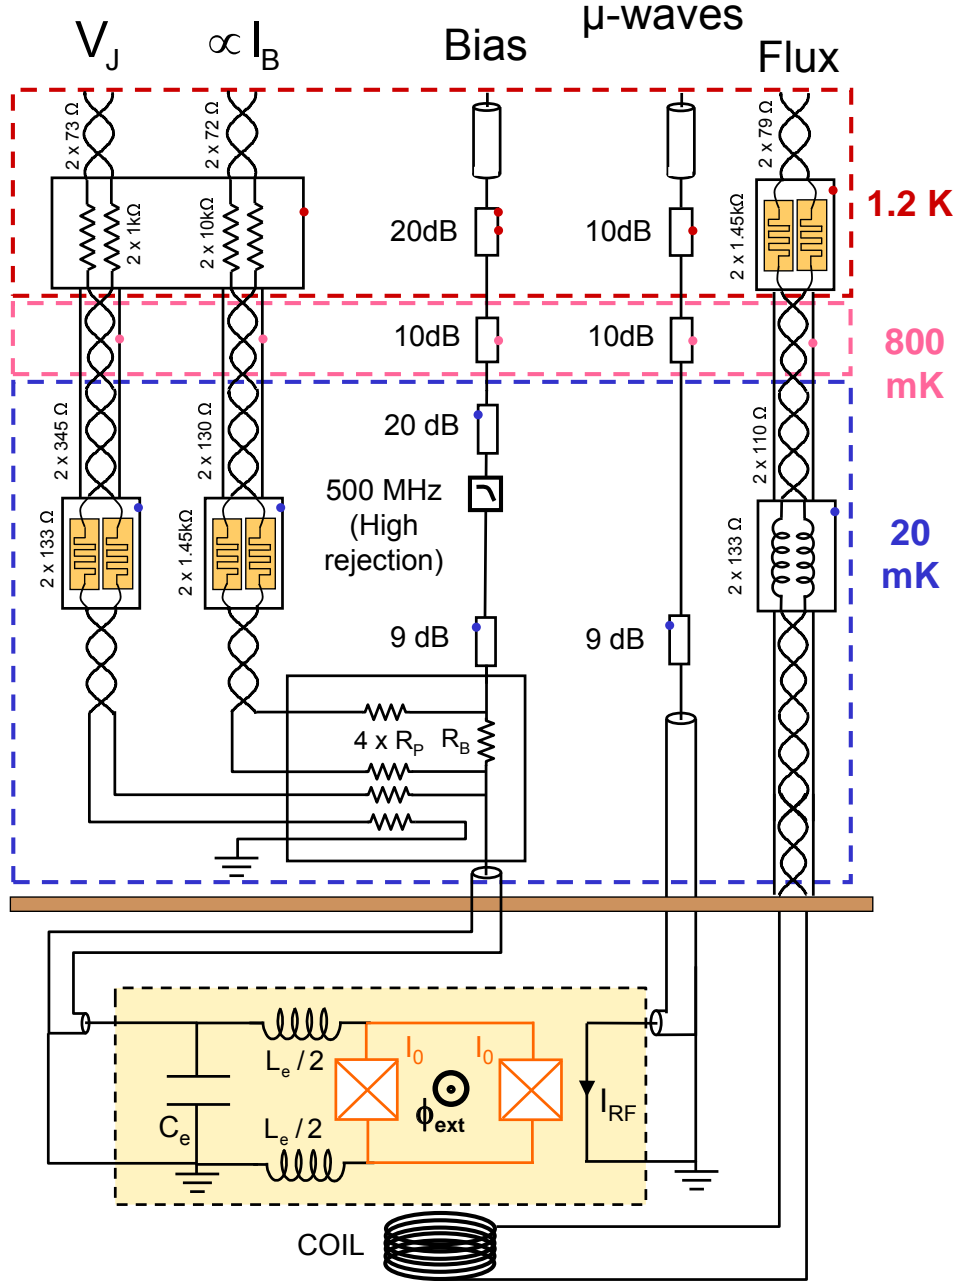 V_J
∝ I_B
Bias
μ-waves
Flux
2 x 73 Ω
2 x 72 Ω
2 x 79 Ω
2 x 1kΩ
2 x 10kΩ
20dB
10dB
2 x 1.45kΩ
1.2 K
10dB
10dB
800
mK
2 x 345 Ω
2 x 130 Ω
20 dB
2 x 110 Ω
500 MHz
(High
rejection)
2 x 133 Ω
2 x 1.45kΩ
2 x 133 Ω
20
mK
9 dB
9 dB
4 x R_P
R_B
L_e / 2
I_0
I_0
C_e
L_e / 2
ϕ_ext
I_RF
COIL